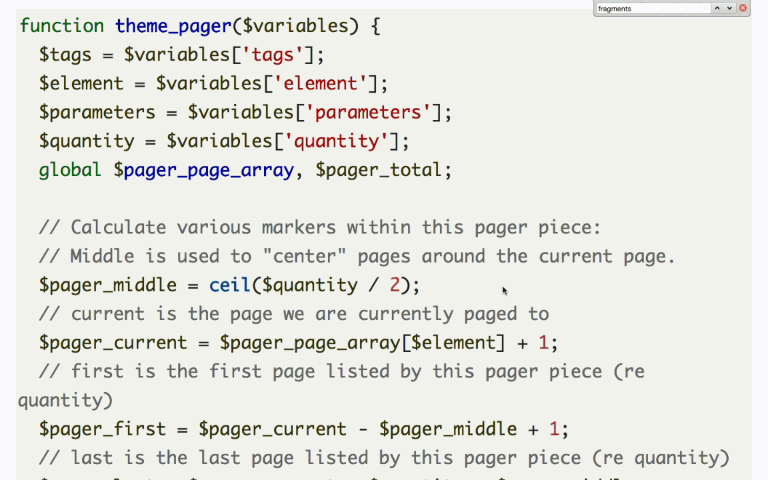 fragments
function theme_pager($variables) {
$tags = $variables['tags'];
$element = $variables['element'];
$parameters = $variables['parameters'];
$quantity = $variables['quantity'];
global $pager_page_array, $pager_total;
// Calculate various markers within this pager piece:
// Middle is used to "center" pages around the current page.
$pager_middle = ceil($quantity / 2);
// current is the page we are currently paged to
$pager_current = $pager_page_array[$element] + 1;
// first is the first page listed by this pager piece (re
quantity)
$pager_first = $pager_current - $pager_middle + 1;
// last is the last page listed by this pager piece (re quantity)